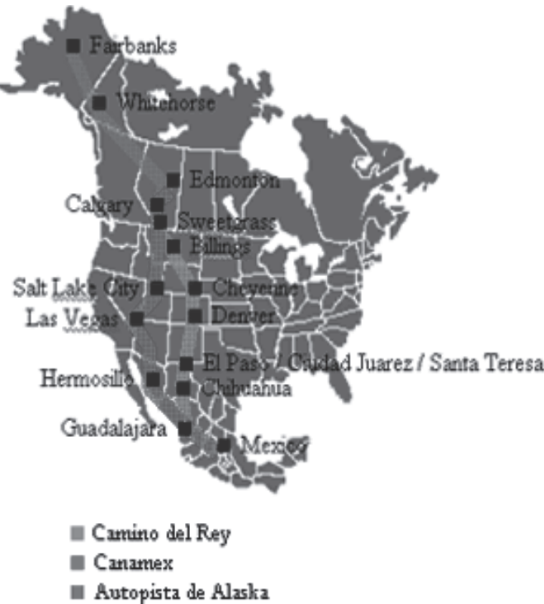 Fairbanks
Whitehorse
Edmonton
Calgary
Sweetgrass
Billings
Salt Lake City
Cheyenne
Las Vegas
Denver
El Paso / Ciudad Juarez / Santa Teresa
Hermosillo
Chihuahua
Guadalajara
Mexico
Camino del Rey
Canamex
Autopista de Alaska